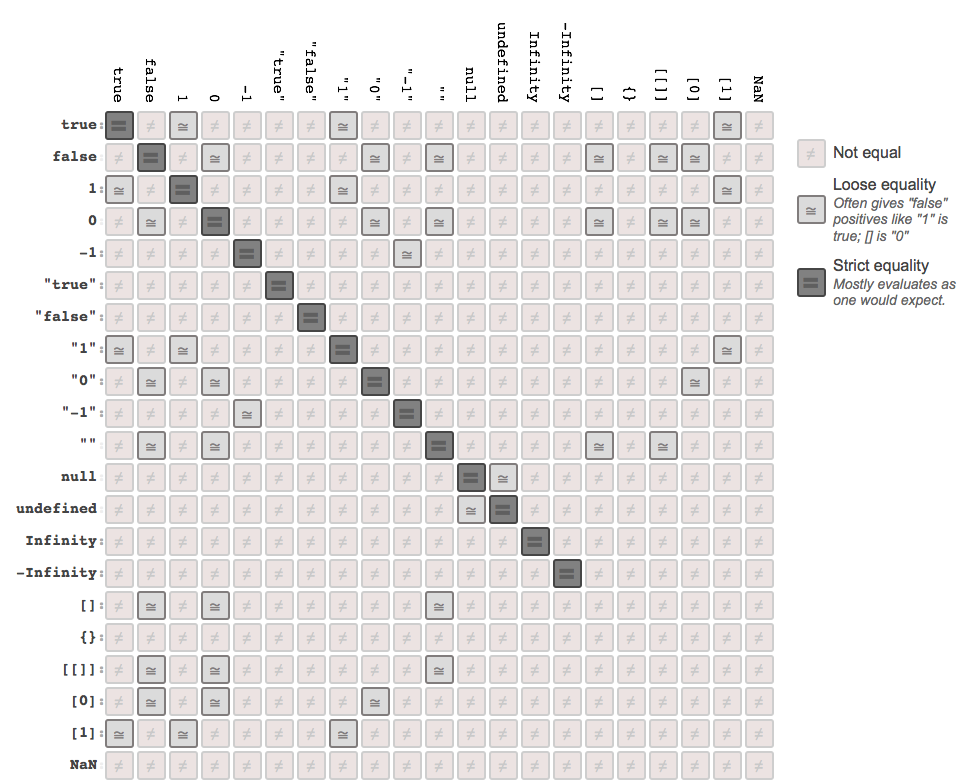 true false 1 0 -1 "true" "false" "1" "0" "-1" "" null undefined Infinity -Infinity [] {} [[]] [0] [1] NaN
true: = ≠ ≅ ≠ ≠ ≠ ≠ ≅ ≠ ≠ ≠ ≠ ≠ ≠ ≠ ≠ ≠ ≠ ≠ ≅ ≠
false: ≠ = ≠ ≅ ≠ ≠ ≠ ≠ ≅ ≠ ≅ ≠ ≠ ≠ ≠ ≅ ≠ ≅ ≅ ≠ ≠
1: ≅ ≠ = ≠ ≠ ≠ ≠ ≅ ≠ ≠ ≠ ≠ ≠ ≠ ≠ ≠ ≠ ≠ ≠ ≅ ≠
0: ≠ ≅ ≠ = ≠ ≠ ≠ ≠ ≅ ≠ ≅ ≠ ≠ ≠ ≠ ≅ ≠ ≅ ≅ ≠ ≠
-1: ≠ ≠ ≠ ≠ = ≠ ≠ ≠ ≠ ≅ ≠ ≠ ≠ ≠ ≠ ≠ ≠ ≠ ≠ ≠ ≠
"true": ≠ ≠ ≠ ≠ ≠ = ≠ ≠ ≠ ≠ ≠ ≠ ≠ ≠ ≠ ≠ ≠ ≠ ≠ ≠ ≠
"false": ≠ ≠ ≠ ≠ ≠ ≠ = ≠ ≠ ≠ ≠ ≠ ≠ ≠ ≠ ≠ ≠ ≠ ≠ ≠ ≠
"1": ≅ ≠ ≅ ≠ ≠ ≠ ≠ = ≠ ≠ ≠ ≠ ≠ ≠ ≠ ≠ ≠ ≠ ≠ ≅ ≠
"0": ≠ ≅ ≠ ≅ ≠ ≠ ≠ ≠ = ≠ ≠ ≠ ≠ ≠ ≠ ≠ ≠ ≠ ≅ ≠ ≠
"-1": ≠ ≠ ≠ ≠ ≅ ≠ ≠ ≠ ≠ = ≠ ≠ ≠ ≠ ≠ ≠ ≠ ≠ ≠ ≠ ≠
"": ≠ ≅ ≠ ≅ ≠ ≠ ≠ ≠ ≠ ≠ = ≠ ≠ ≠ ≠ ≅ ≠ ≅ ≠ ≠ ≠
null: ≠ ≠ ≠ ≠ ≠ ≠ ≠ ≠ ≠ ≠ ≠ = ≅ ≠ ≠ ≠ ≠ ≠ ≠ ≠ ≠
undefined: ≠ ≠ ≠ ≠ ≠ ≠ ≠ ≠ ≠ ≠ ≠ ≅ = ≠ ≠ ≠ ≠ ≠ ≠ ≠ ≠
Infinity: ≠ ≠ ≠ ≠ ≠ ≠ ≠ ≠ ≠ ≠ ≠ ≠ ≠ = ≠ ≠ ≠ ≠ ≠ ≠ ≠
-Infinity: ≠ ≠ ≠ ≠ ≠ ≠ ≠ ≠ ≠ ≠ ≠ ≠ ≠ ≠ = ≠ ≠ ≠ ≠ ≠ ≠
[]: ≠ ≅ ≠ ≅ ≠ ≠ ≠ ≠ ≠ ≠ ≅ ≠ ≠ ≠ ≠ ≠ ≠ ≠ ≠ ≠ ≠
{}: ≠ ≠ ≠ ≠ ≠ ≠ ≠ ≠ ≠ ≠ ≠ ≠ ≠ ≠ ≠ ≠ ≠ ≠ ≠ ≠ ≠
[[]]: ≠ ≅ ≠ ≅ ≠ ≠ ≠ ≠ ≠ ≠ ≅ ≠ ≠ ≠ ≠ ≠ ≠ ≠ ≠ ≠ ≠
[0]: ≠ ≅ ≠ ≅ ≠ ≠ ≠ ≠ ≅ ≠ ≠ ≠ ≠ ≠ ≠ ≠ ≠ ≠ ≠ ≠ ≠
[1]: ≅ ≠ ≅ ≠ ≠ ≠ ≠ ≅ ≠ ≠ ≠ ≠ ≠ ≠ ≠ ≠ ≠ ≠ ≠ ≠ ≠
NaN: ≠ ≠ ≠ ≠ ≠ ≠ ≠ ≠ ≠ ≠ ≠ ≠ ≠ ≠ ≠ ≠ ≠ ≠ ≠ ≠ ≠
≠ Not equal
≅ Loose equality
Often gives "false"
positives like "1" is
true; [] is "0"
= Strict equality
Mostly evaluates as
one would expect.